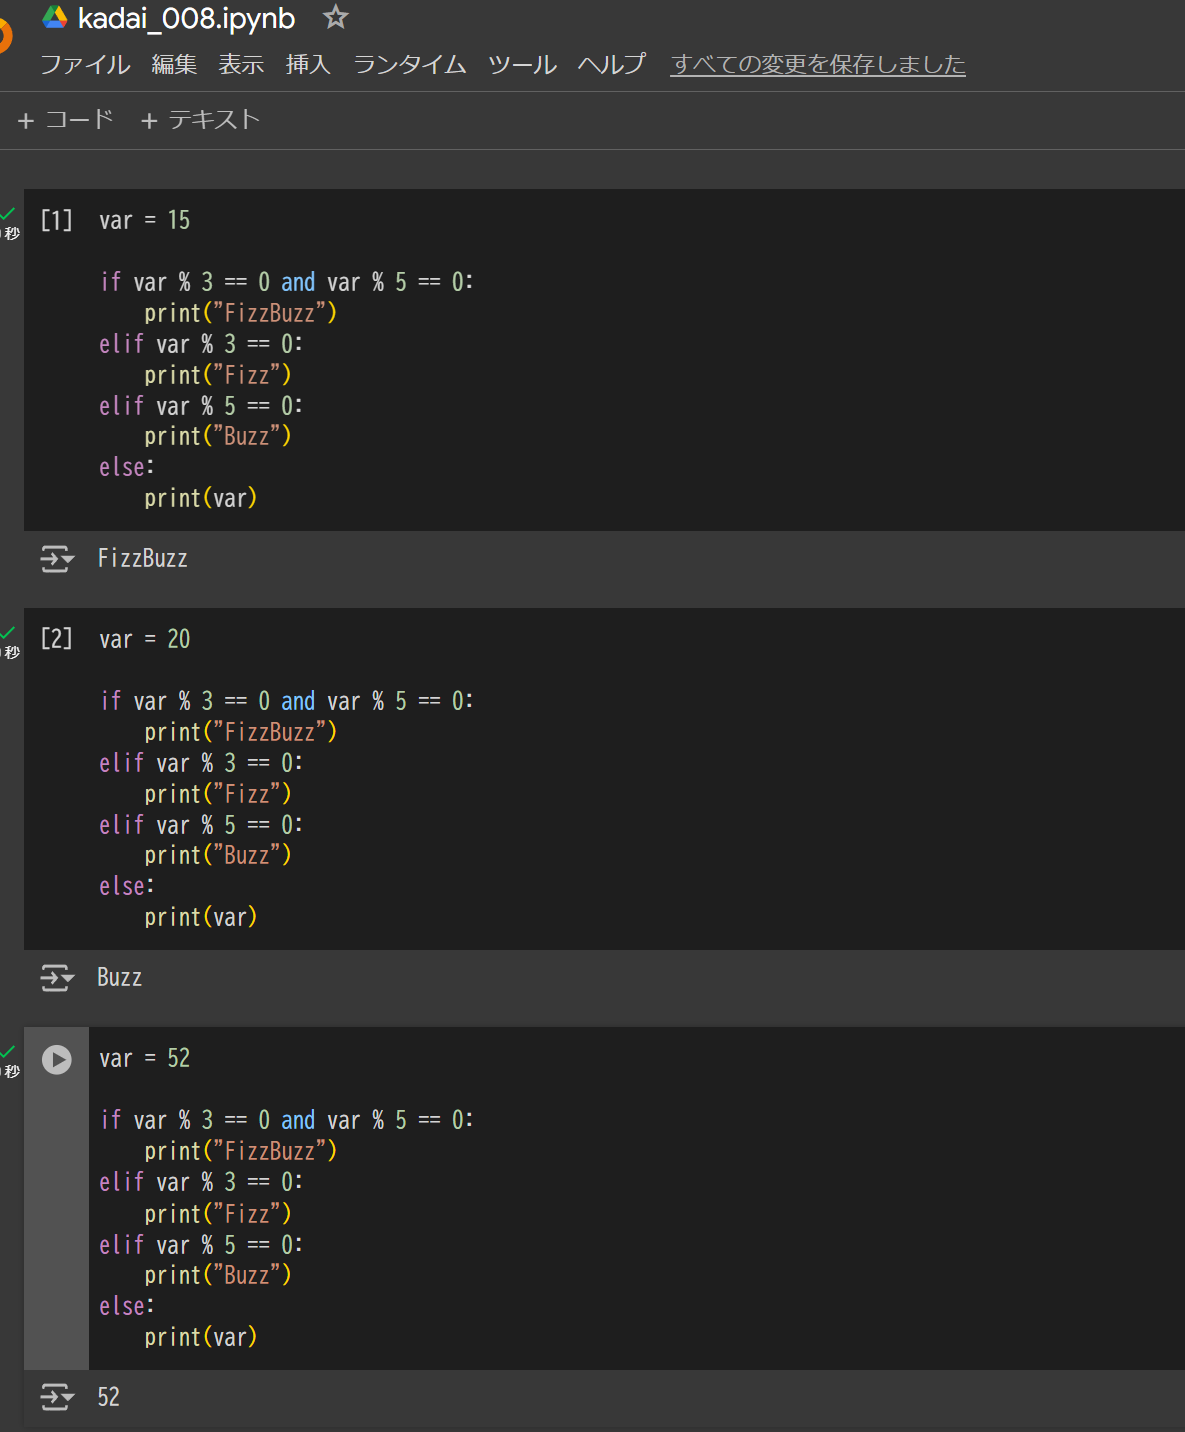 kadai_008.ipynb
ファイル 編集 表示 挿入 ランタイム ツール ヘルプ すべての変更を保存しました
+ コード + テキスト
秒
[1] var = 15
if var % 3 == 0 and var % 5 == 0:
    print("FizzBuzz")
elif var % 3 == 0:
    print("Fizz")
elif var % 5 == 0:
    print("Buzz")
else:
    print(var)
FizzBuzz
秒
[2] var = 20
if var % 3 == 0 and var % 5 == 0:
    print("FizzBuzz")
elif var % 3 == 0:
    print("Fizz")
elif var % 5 == 0:
    print("Buzz")
else:
    print(var)
Buzz
秒
var = 52
if var % 3 == 0 and var % 5 == 0:
    print("FizzBuzz")
elif var % 3 == 0:
    print("Fizz")
elif var % 5 == 0:
    print("Buzz")
else:
    print(var)
52